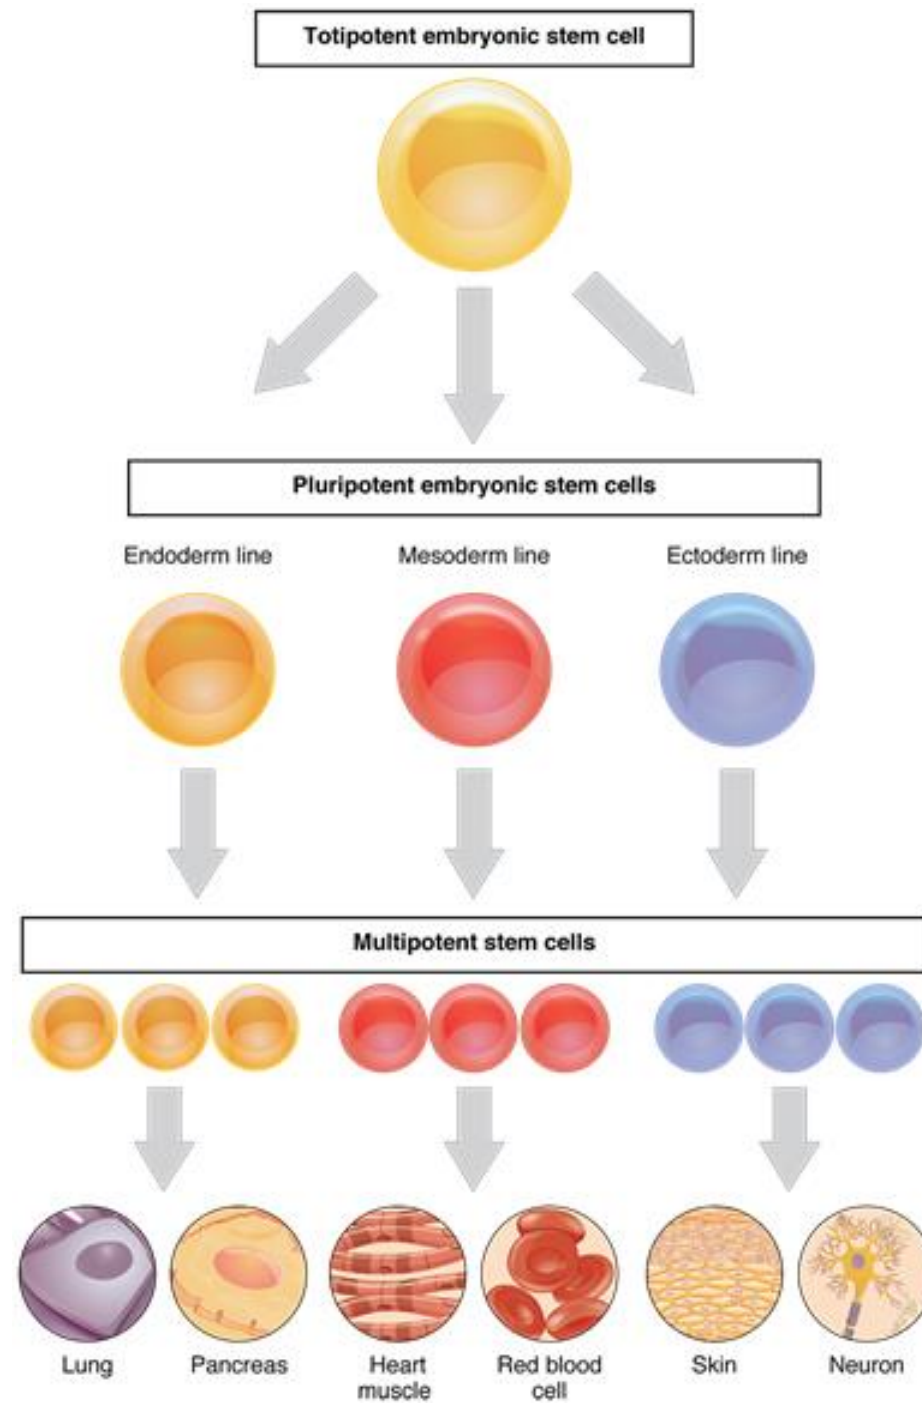 Totipotent embryonic stem cell
Pluripotent embryonic stem cells
Endoderm line
Mesoderm line
Ectoderm line
Multipotent stem cells
Lung
Pancreas
Heart
muscle
Red blood
cell
Skin
Neuron